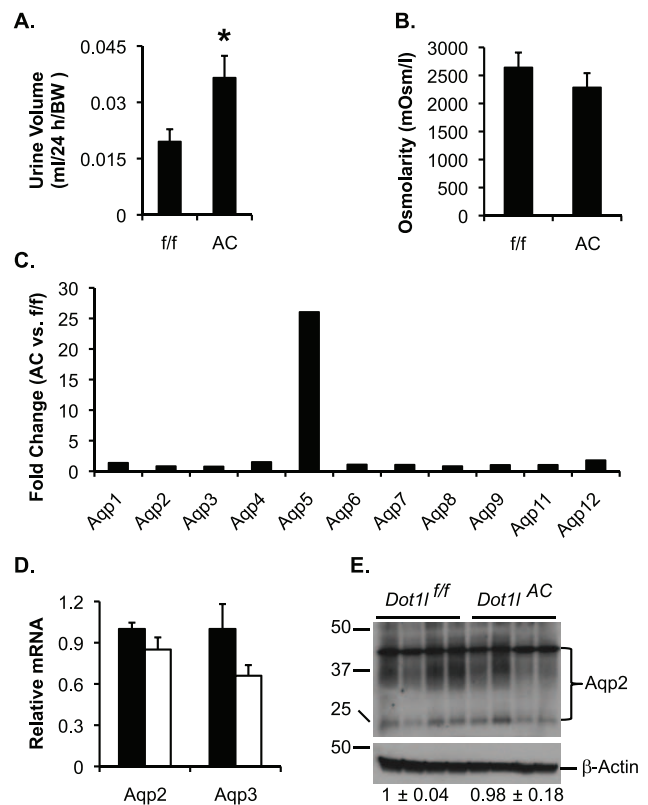 A.
Urine Volume
(ml/24 h/BW )
0.045
0.03
0.015
0
*
f/f AC
B.
Osmolarity (mOsm/l)
3000
2500
2000
1500
1000
500
0
f/f AC
C.
Fold Change (AC vs. f/f)
30
25
20
15
10
5
0
Aqp1 Aqp2 Aqp3 Aqp4 Aqp5 Aqp6 Aqp7 Aqp8 Aqp9 Aqp11 Aqp12
D.
Relative mRNA
1.2
0.9
0.6
0.3
0
Aqp2 Aqp3
E.
Dot1l f/f Dot1l AC
50
37
25
Aqp2
50
β-Actin
1 ± 0.04 0.98 ± 0.18